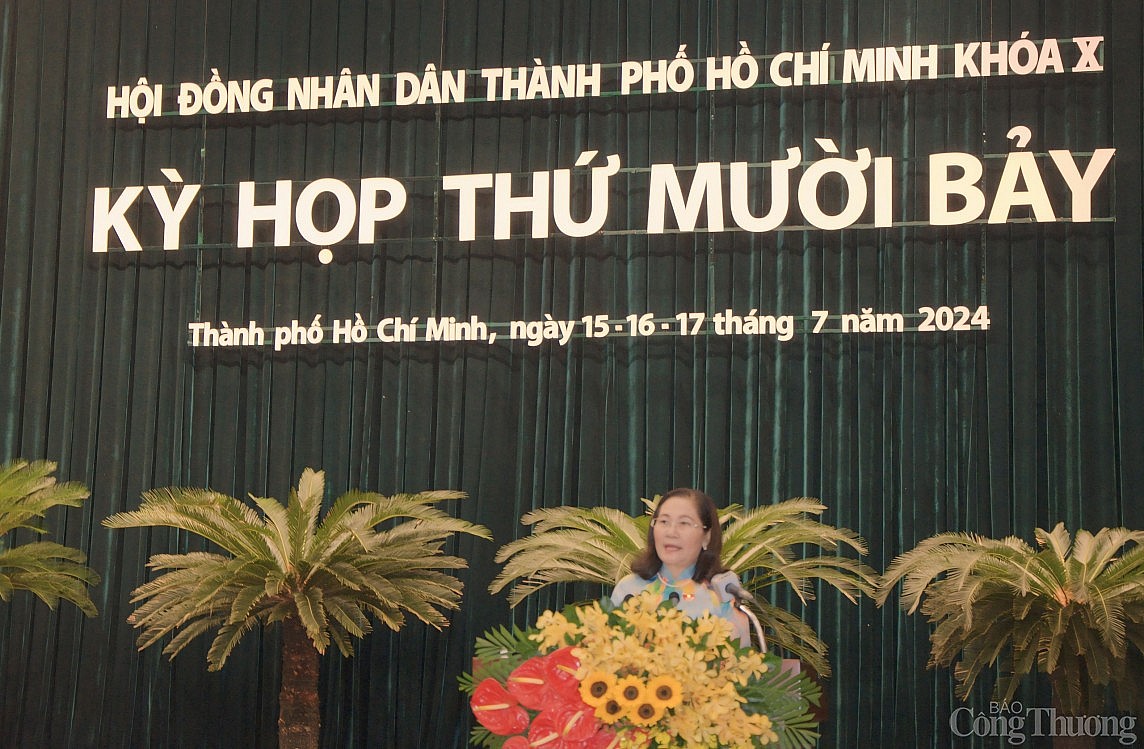 HỘI ĐỒNG NHÂN DÂN THÀNH PHỐ HỒ CHÍ MINH KHÓA X
KỲ HỌP THỨ MƯỜI BẢY
Thành phố Hồ Chí Minh, ngày 15-16-17 tháng 7 năm 2024
BÁO
Công Thương